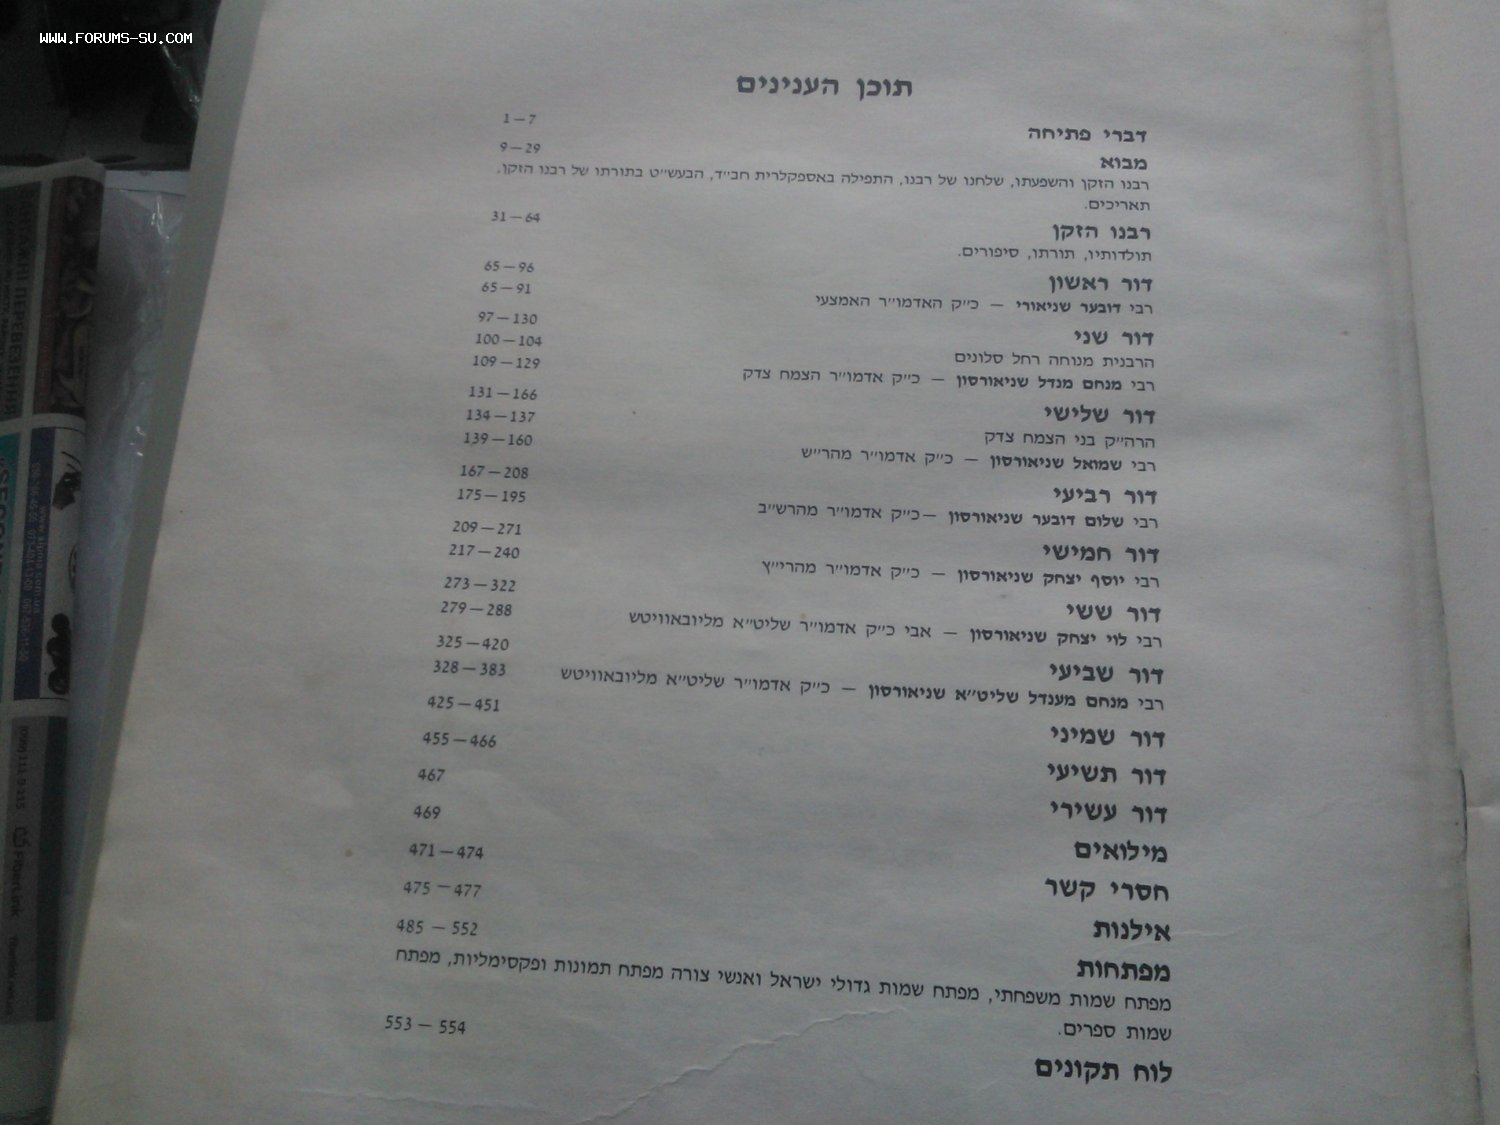 WWW.FORUMS-SU.COM
תוכן הענינים
דברי פתיחה 1—7
מבוא 9—29
רבנו הזקן והשפעתו, שלחנו של רבנו, התפילה באספקלרית חב״ד, הבעש״ט בתורתו של רבנו הזקן,
תאריכים.
רבנו הזקן 31—64
תולדותיו, תורתו, סיפורים.
דור ראשון 65—96
רבי דובער שניאורי — כ״ק האדמו״ר האמצעי 65—91
דור שני 97—130
הרבנית מנוחה רחל סלונים 100—104
רבי מנחם מנדל שניאורסון — כ״ק אדמו״ר הצמח צדק 109—129
דור שלישי 131—166
הרה״ק בני הצמח צדק 134—137
רבי שמואל שניאורסון — כ״ק אדמו״ר מהר״ש 139—160
דור רביעי 167—208
רבי שלום דובער שניאורסון —כ״ק אדמו״ר מהרש״ב 175—195
דור חמישי 209—271
רבי יוסף יצחק שניאורסון — כ״ק אדמו״ר מהרי״ץ 217—240
דור ששי 273—322
רבי לוי יצחק שניאורסון — אבי כ״ק אדמו״ר שליט״א מליובאוויטש 279—288
דור שביעי 325—420
רבי מנחם מענדל שליט״א שניאורסון — כ״ק אדמו״ר שליט״א מליובאוויטש 328—383
דור שמיני 425—451
דור תשיעי 455—466
דור עשירי 467
מילואים 469
חסרי קשר 471—474
אילנות 475—477
מפתחות 485 — 552
מפתח שמות משפחתי, מפתח שמות גדולי ישראל ואנשי צורה מפתח תמונות ופקסימליות, מפתח
שמות ספרים.
לוח תקונים 553 — 554